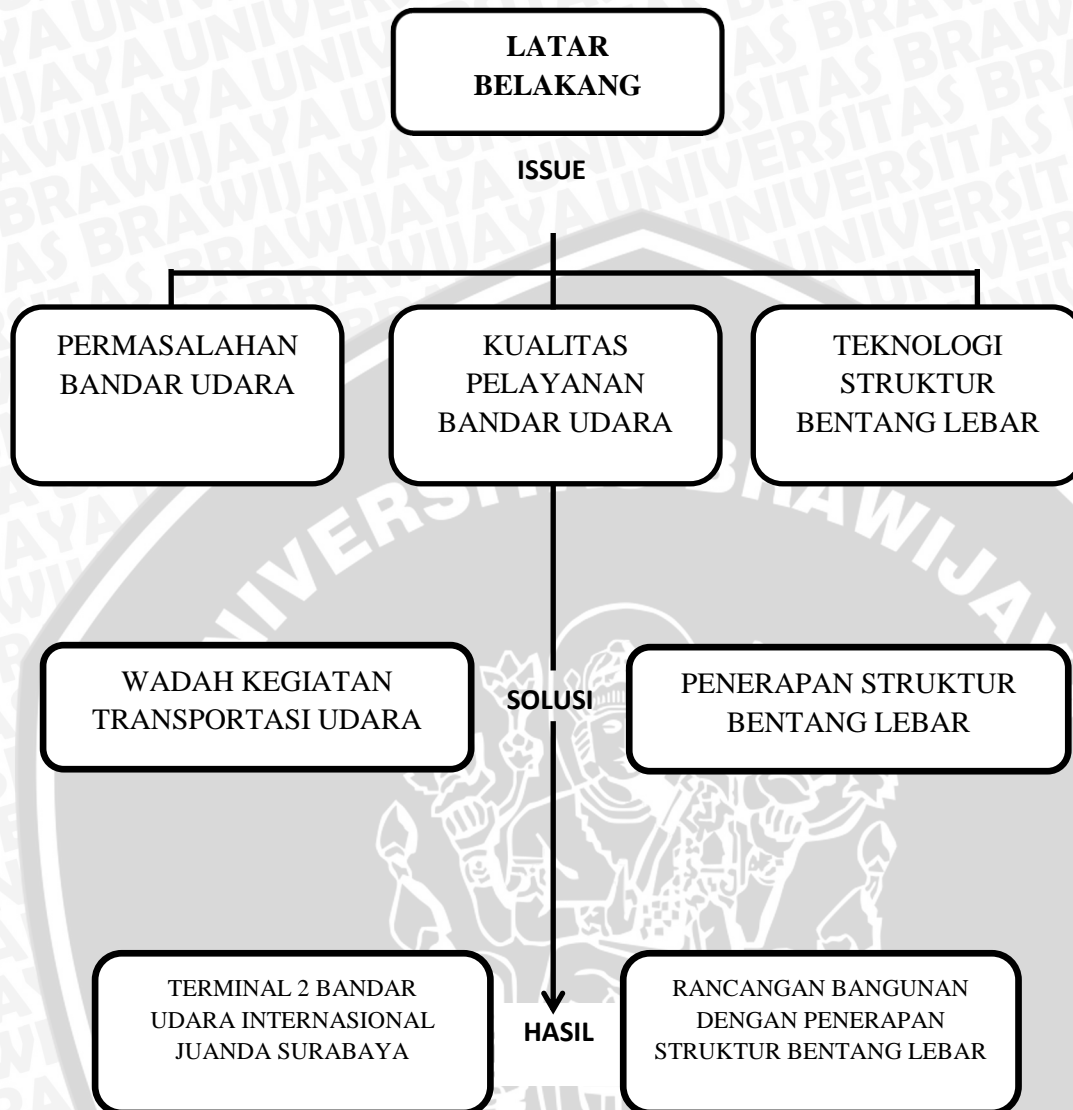 LATAR
BELAKANG
ISSUE
PERMASALAHAN
BANDAR UDARA
KUALITAS
PELAYANAN
BANDAR UDARA
TEKNOLOGI
STRUKTUR
BENTANG LEBAR
UNIVERSITAS BRAWIJAYA
WADAH KEGIATAN
TRANSPORTASI UDARA
SOLUSI
PENERAPAN STRUKTUR
BENTANG LEBAR
TERMINAL 2 BANDAR
UDARA INTERNASIONAL
JUANDA SURABAYA
HASIL
RANCANGAN BANGUNAN
DENGAN PENERAPAN
STRUKTUR BENTANG LEBAR